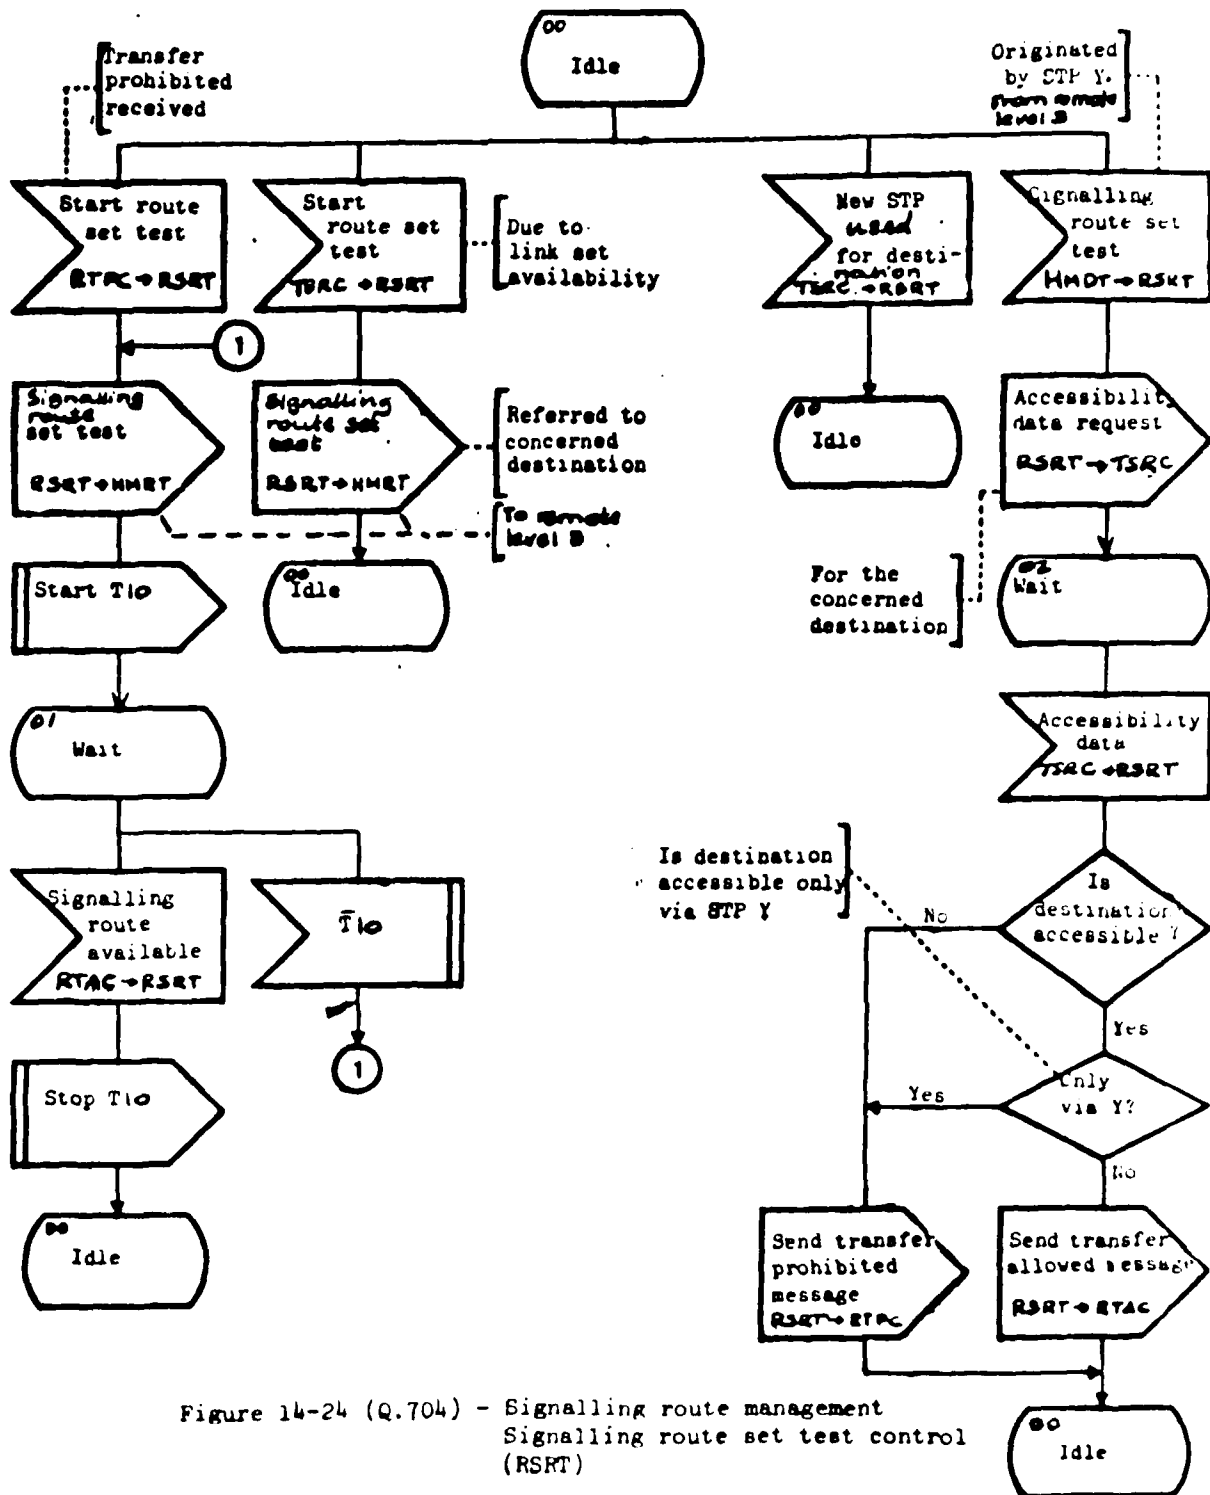 00
Idle
Transfer
prohibited
received
Originated
by STP Y.
From remote
level 3
Start route
set test
RTPC→RSRT
Start
route set
test
TSRC→RSRT
Due to
link set
availability
New STP
used
for desti-
nation
TSRC→RSRT
Signalling
route set
test
HMDT→RSRT
1
Signalling
route
set test
RSRT→HMRT
Signalling
route set
test
RSRT→HMRT
Referred to
concerned
destination
To remote
level 3
00
Idle
Accessibility
data request
RSRT→TSRC
Start T10
00
Idle
For the
concerned
destination
02
Wait
01
Wait
Accessibility
data
TSRC→RSRT
Signalling
route
available
RTAC→RSRT
T10
1
Is destination
accessible only
via STP Y
Is
destination
accessible?
No
Yes
Only
via Y?
Yes
No
Stop T10
00
Idle
Send transfer
prohibited
message
RSRT→RTPC
Send transfer
allowed message
RSRT→RTAC
00
Idle
Figure 14-24 (Q.704) - Signalling route management
Signalling route set test control
(RSRT)